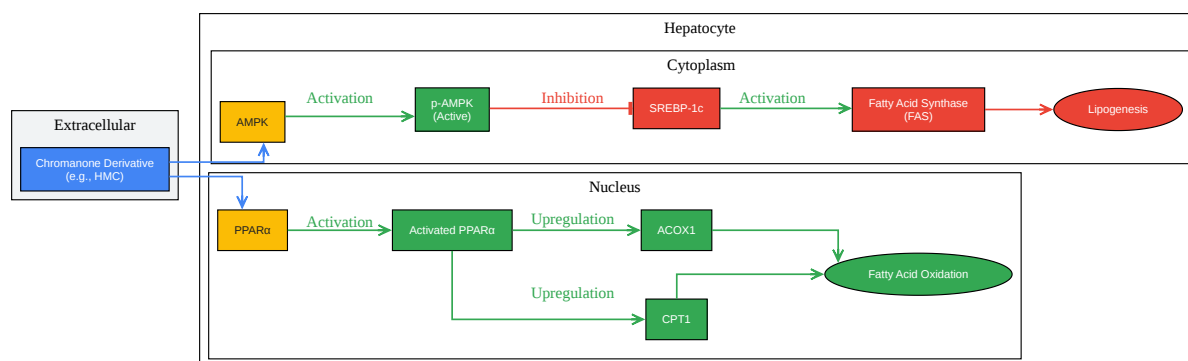 Hepatocyte
Cytoplasm
Extracellular
Chromanone Derivative
(e.g., HMC)
AMPK
Activation
p-AMPK
(Active)
Inhibition
SREBP-1c
Activation
Fatty Acid Synthase
(FAS)
Lipogenesis
Nucleus
PPARα
Activation
Activated PPARα
Upregulation
ACOX1
Upregulation
CPT1
Fatty Acid Oxidation